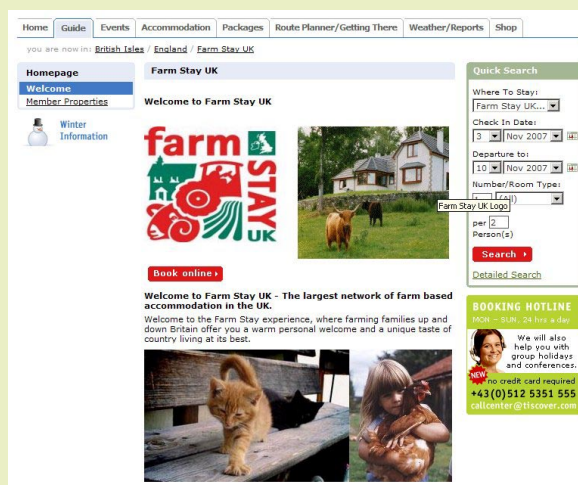 Home Guide Events Accommodation Packages Route Planner/Getting There Weather/Reports Shop
you are now in: British Isles / England / Farm Stay UK
Homepage
Welcome
Member Properties
Winter
Information
Farm Stay UK
Welcome to Farm Stay UK
farm
STAY
UK
Farm Stay UK Logo
Book online
Welcome to Farm Stay UK - The largest network of farm based
accommodation in the UK.
Welcome to the Farm Stay experience, where farming families up and
down Britain offer you a warm personal welcome and a unique taste of
country living at its best.
Quick Search
Where To Stay:
Farm Stay UK...
Check In Date:
3 Nov 2007
Departure to:
10 Nov 2007
Number/Room Type:
(All)
per 2
Person(s)
Search
Detailed Search
BOOKING HOTLINE
MON - SUN, 24 hrs a day
We will also
help you with
group holidays
and conferences.
NEW
no credit card required
+43(0)512 5351 555
callcenter@tiscover.com